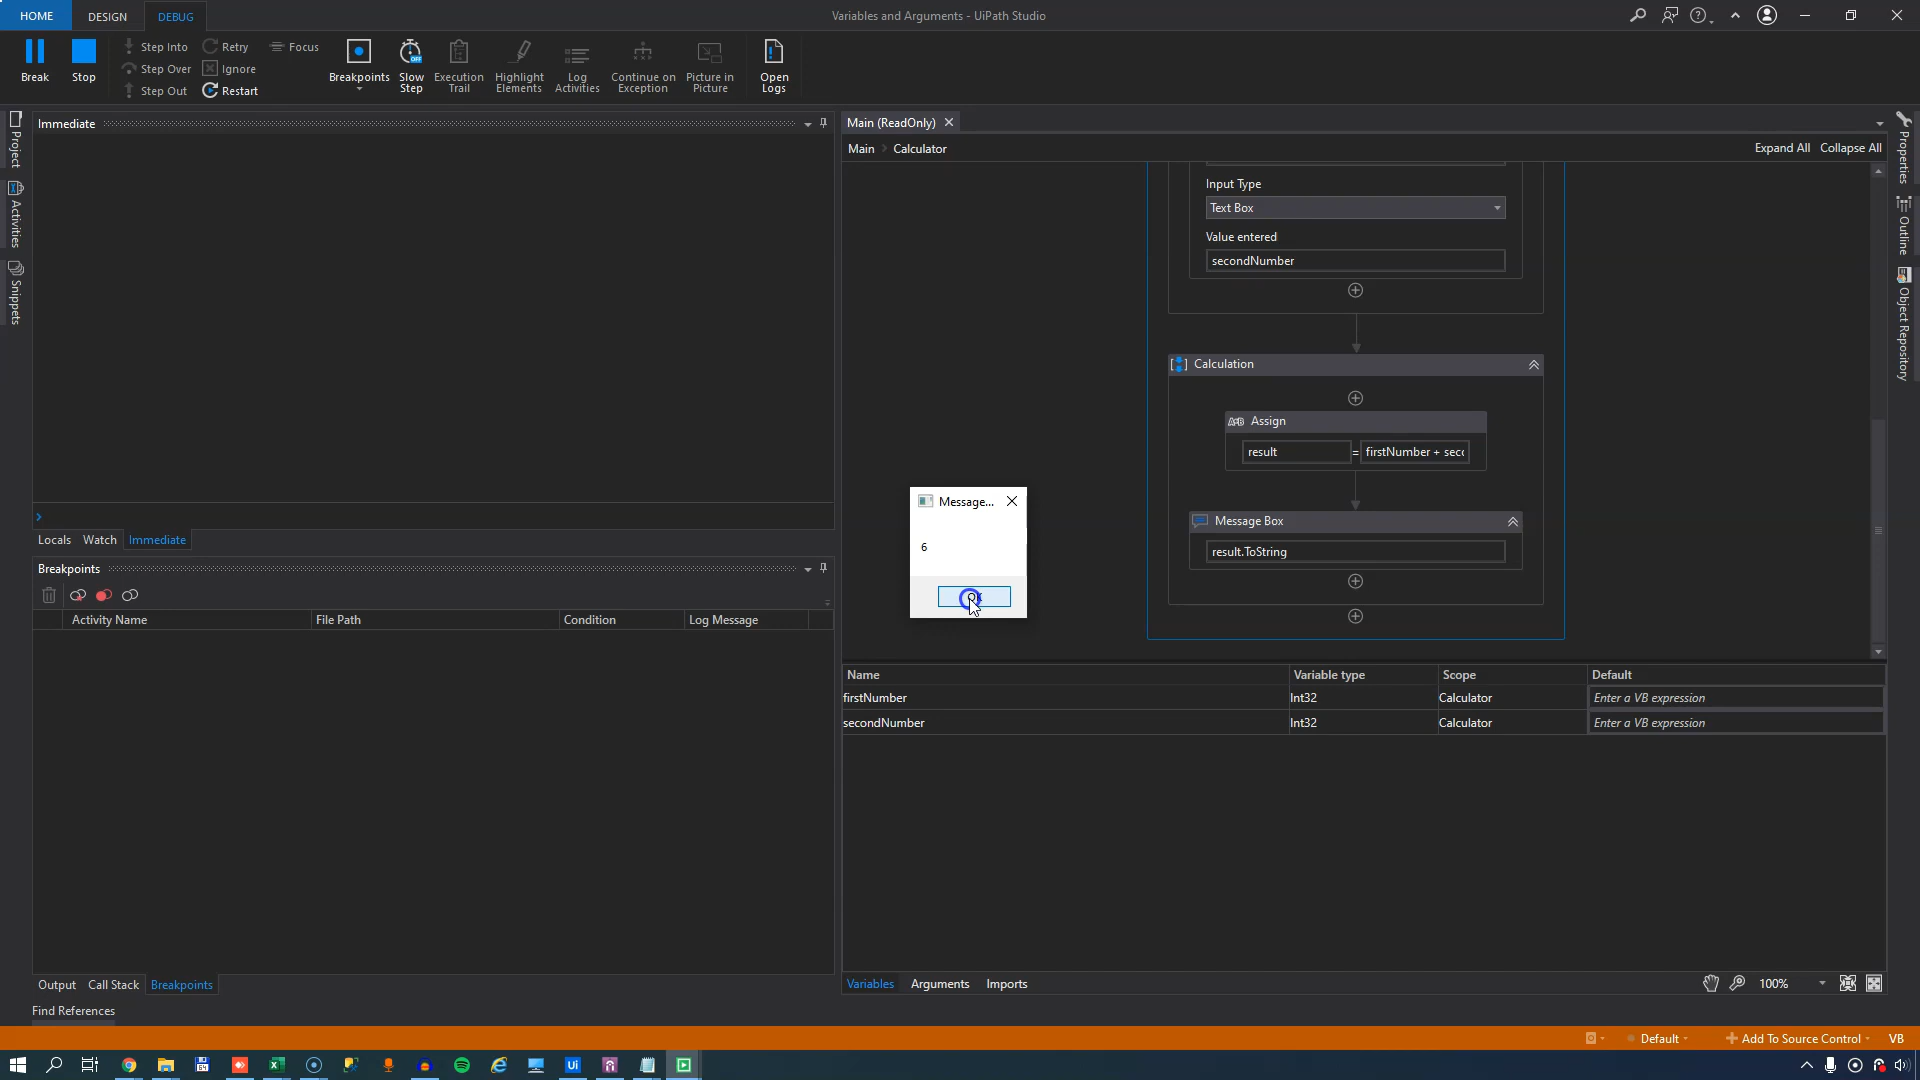 HOME
DESIGN
DEBUG
Variables and Arguments - UiPath Studio
Break
Stop
Step Into
Step Over
Step Out
Retry
Ignore
Restart
Focus
Breakpoints
Slow Step
Execution Trail
Highlight Elements
Log Activities
Continue on Exception
Picture in Picture
Open Logs
Project
Activities
Snippets
Immediate
Locals
Watch
Immediate
Breakpoints
Activity Name
File Path
Condition
Log Message
Output
Call Stack
Breakpoints
Find References
Main (ReadOnly)
Main
Calculator
Expand All
Collapse All
Input Type
Text Box
Value entered
secondNumber
Calculation
Assign
result
=
firstNumber + seco
Message Box
result.ToString
Message...
6
OK
Name
Variable type
Scope
Default
firstNumber
Int32
Calculator
Enter a VB expression
secondNumber
Int32
Calculator
Enter a VB expression
Variables
Arguments
Imports
100%
Properties
Outline
Object Repository
Default
Add To Source Control
VB
Ui